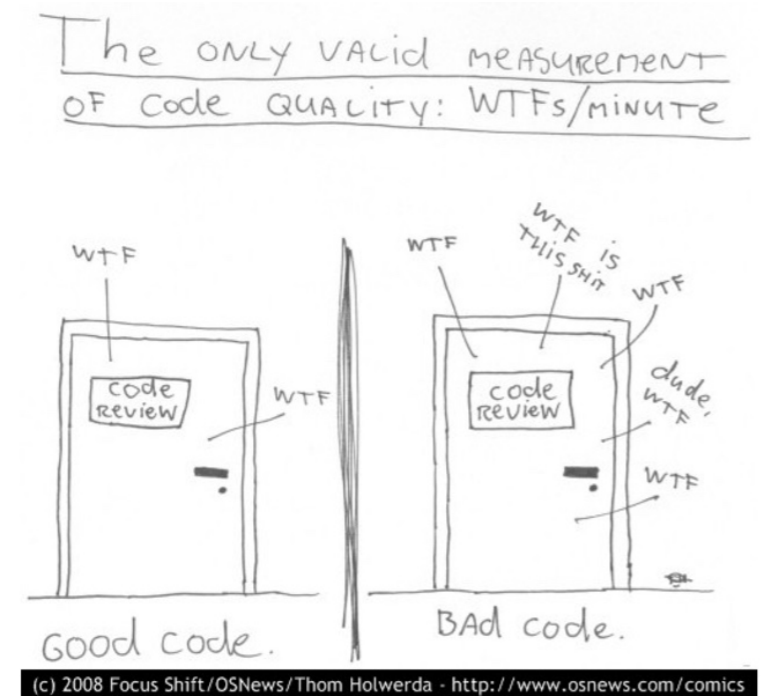 The ONLY VALid MEASUREMENT
OF Code QUALITY: WTFs/MINUTE
WTF
code
REVIEW
WTF
Good code.
WTF
WTF is
THIS SHIT
WTF
code
REVIEW
dude,
WTF
WTF
BAd code.
(c) 2008 Focus Shift/OSNews/Thom Holwerda - http://www.osnews.com/comics